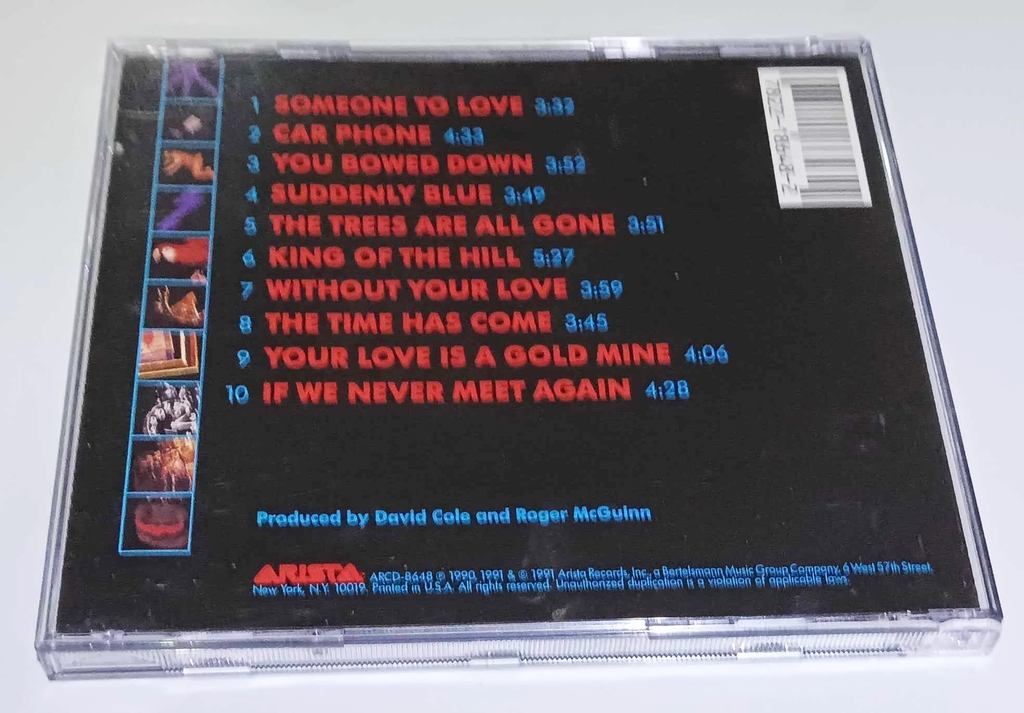 1 SOMEONE TO LOVE 3:32
2 CAR PHONE 4:33
3 YOU BOWED DOWN 3:52
4 SUDDENLY BLUE 3:49
5 THE TREES ARE ALL GONE 3:51
6 KING OF THE HILL 5:27
7 WITHOUT YOUR LOVE 3:59
8 THE TIME HAS COME 3:45
9 YOUR LOVE IS A GOLD MINE 4:06
10 IF WE NEVER MEET AGAIN 4:28
7822-18648-2
Produced by David Cole and Roger McGuinn
ARISTA ARCD-8648 ℗ 1990, 1991 & © 1991 Arista Records, Inc., a Bertelsmann Music Group Company, 6 West 57th Street,
New York, N.Y. 10019. Printed in U.S.A. All rights reserved. Unauthorized duplication is a violation of applicable laws.